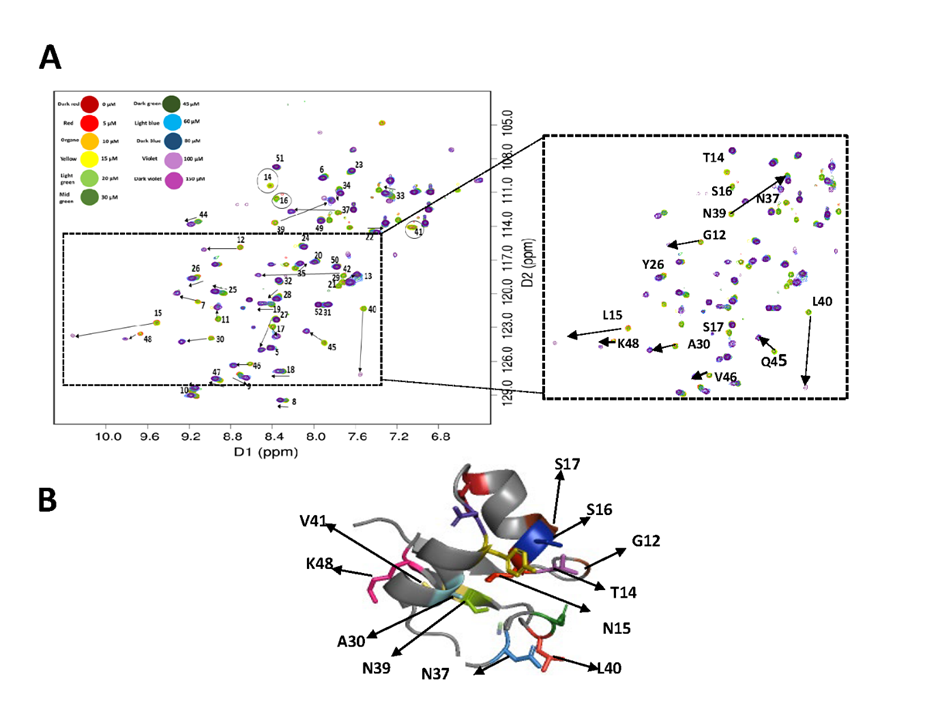 A
Dark red 0 μM Dark green 45 μM
Red 5 μM Light blue 60 μM
Orgone 10 μM Dark blue 80 μM
Yellow 15 μM Violet 100 μM
Light green 20 μM Dark violet 150 μM
Mid green 30 μM
51
14
16
6
23
34
33
37
39
49
22
41
44
12
24
20
50
35
42
29
13
21
26
25
32
28
7
19
52 31
40
15
11
27
17
48
30
5
45
46
47
18
10
8
105.0
108.0
111.0
114.0
117.0
120.0
123.0
126.0
129.0
D2 (ppm)
10.0 9.6 9.2 8.8 8.4 8.0 7.6 7.2 6.8
D1 (ppm)
T14
S16
N37
N39
G12
Y26
L40
L15
S17
K48
A30
Q45
V46
B
S17
V41
S16
G12
K48
T14
N15
A30
N39
N37
L40